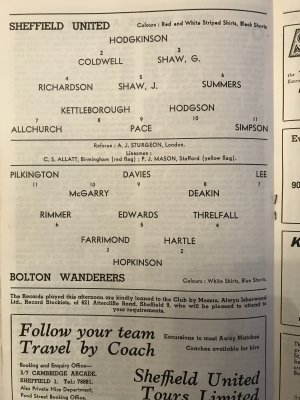 SHEFFIELD UNITED Colours : Red and White Striped Shirts, Black Shorts
HODGKINSON
2 3
COLDWELL SHAW, G.
4 5 6
RICHARDSON SHAW, J. SUMMERS
KETTLEBOROUGH HODGSON
7 8 9 10 11
ALLCHURCH PACE SIMPSON
Referee : A. J. STURGEON, London.
Linesmen :
C. S. ALLATT, Birmingham (red flag) ; P. J. MASON, Stafford (yellow flag).
PILKINGTON DAVIES LEE
11 10 9 8 7
McGARRY DEAKIN
RIMMER EDWARDS THRELFALL
6 5 4
FARRIMOND HARTLE
3 2
HOPKINSON
BOLTON WANDERERS Colours : White Shirts, Blue Shorts.
The Records played this afternoon are kindly loaned to the Club by Messrs. Alwyn Isherwood
Ltd., Record Stockists, of 621 Attercliffe Road, Sheffield 9, who will be pleased to attend to
your requirements.
Follow your team
Travel by Coach
Excursions to most Away Matches
Coaches available for hire
Booking and Enquiry Office—
5/7 CAMBRIDGE ARCADE,
SHEFFIELD 1. Tel.: 78881.
Also Private Hire Department,
Pond Street Booking Office,
Sheffield United
Tours Limited